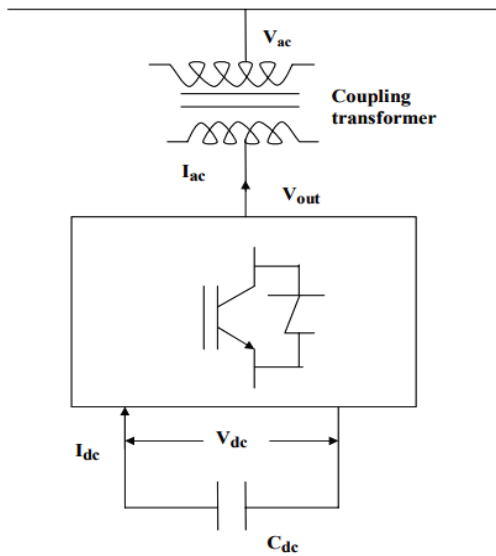 Vac
Coupling
transformer
Iac
Vout
Idc
Vdc
Cdc